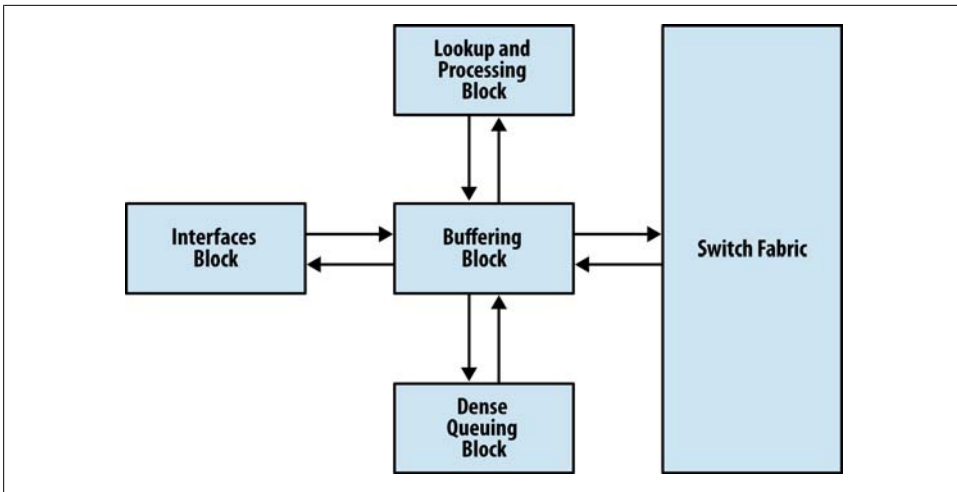 Lookup and
Processing
Block
Interfaces
Block
Buffering
Block
Switch Fabric
Dense
Queuing
Block